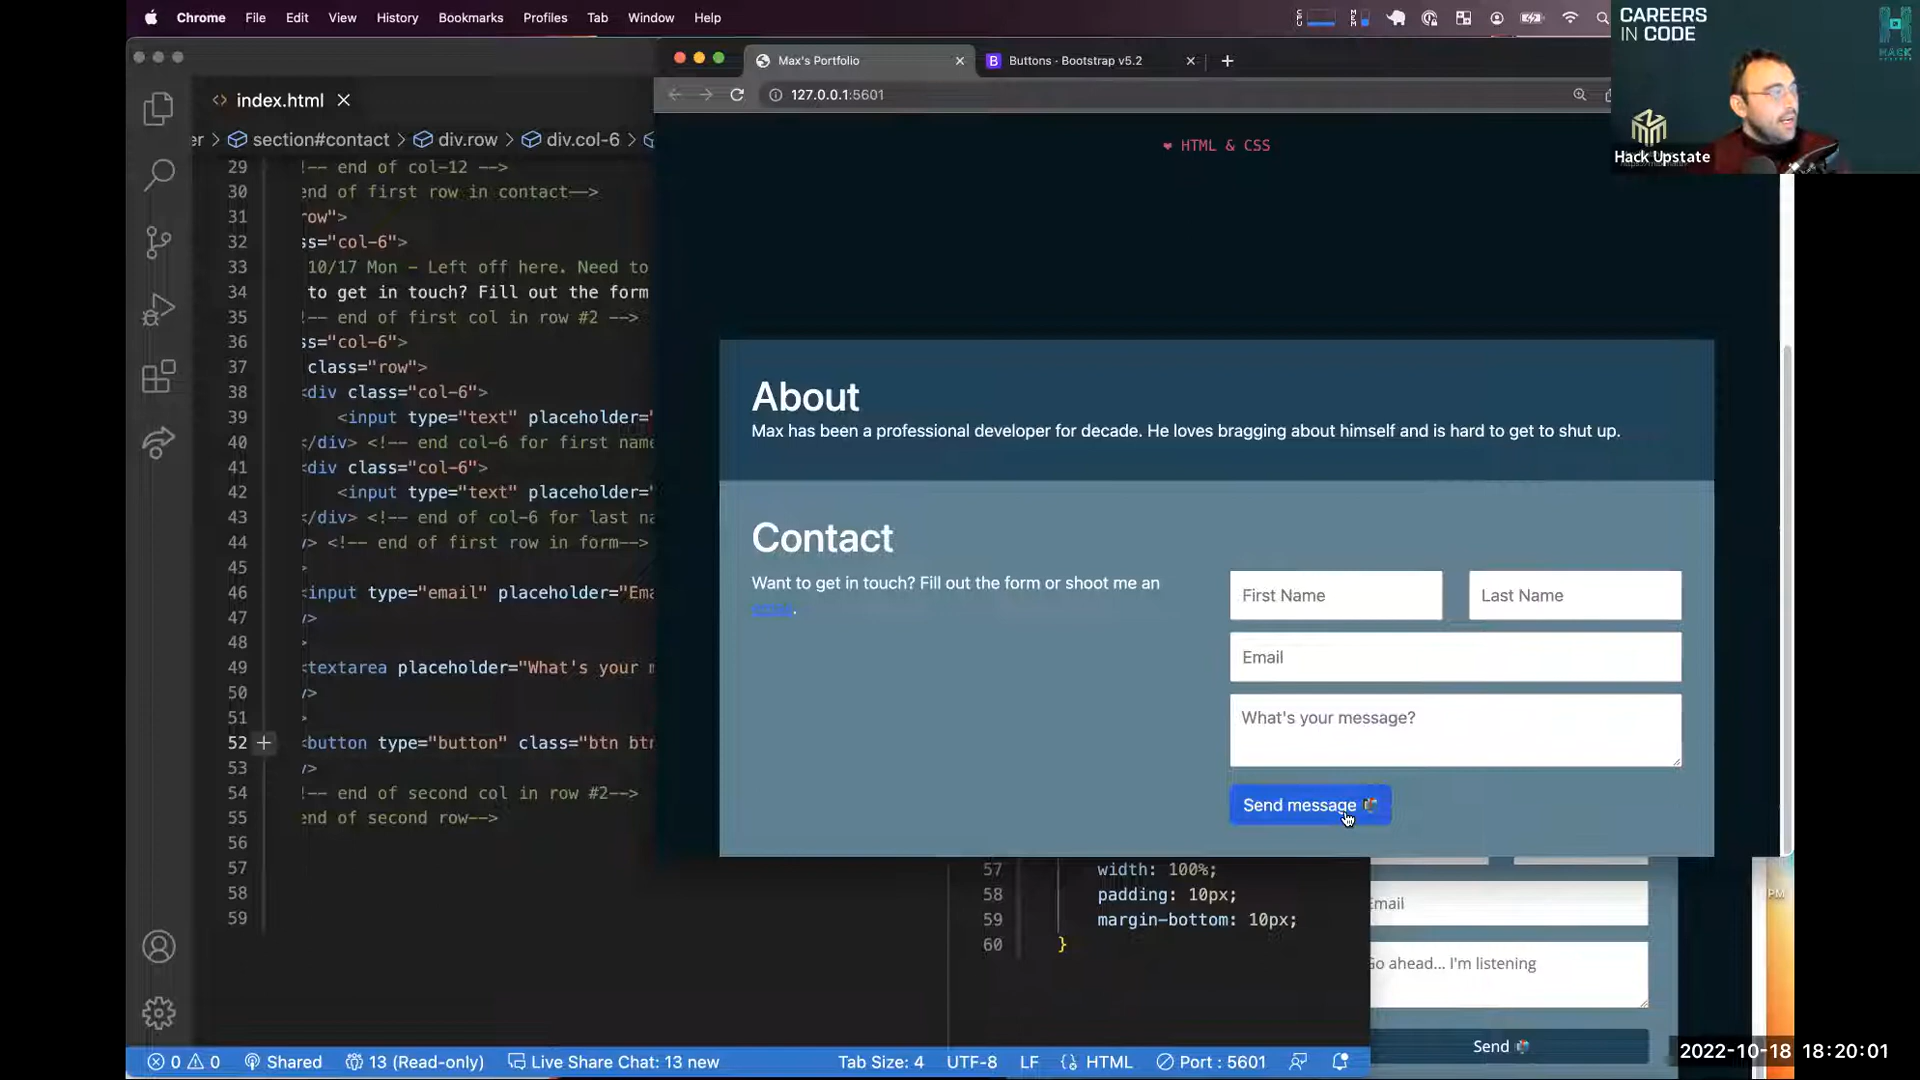 Chrome File Edit View History Bookmarks Profiles Tab Window Help
CAREERS
IN CODE
HACK
Hack Upstate
Max's Portfolio
Buttons · Bootstrap v5.2
127.0.0.1:5601
index.html
er > section#contact > div.row > div.col-6 >
29 !-- end of col-12 -->
30 end of first row in contact-->
31 row">
32 ss="col-6">
33 10/17 Mon - Left off here. Need to
34 to get in touch? Fill out the form
35 !-- end of first col in row #2 -->
36 ss="col-6">
37 class="row">
38 <div class="col-6">
39 <input type="text" placeholder="
40 </div> <!-- end col-6 for first name
41 <div class="col-6">
42 <input type="text" placeholder="
43 </div> <!-- end of col-6 for last na
44 v> <!-- end of first row in form-->
45 >
46 <input type="email" placeholder="Ema
47 v>
48 >
49 <textarea placeholder="What's your m
50 v>
51 >
52 <button type="button" class="btn btn
53 v>
54 !-- end of second col in row #2-->
55 end of second row-->
56
57
58
59
❤ HTML & CSS
About
Max has been a professional developer for decade. He loves bragging about himself and is hard to get to shut up.
Contact
Want to get in touch? Fill out the form or shoot me an
.
First Name
Last Name
Email
What's your message?
Send message
57 width: 100%;
58 padding: 10px;
59 margin-bottom: 10px;
60 }
Email
Go ahead... I'm listening
Send
PM
0 0 Shared 13 (Read-only) Live Share Chat: 13 new Tab Size: 4 UTF-8 LF {} HTML Port : 5601
2022-10-18 18:20:01